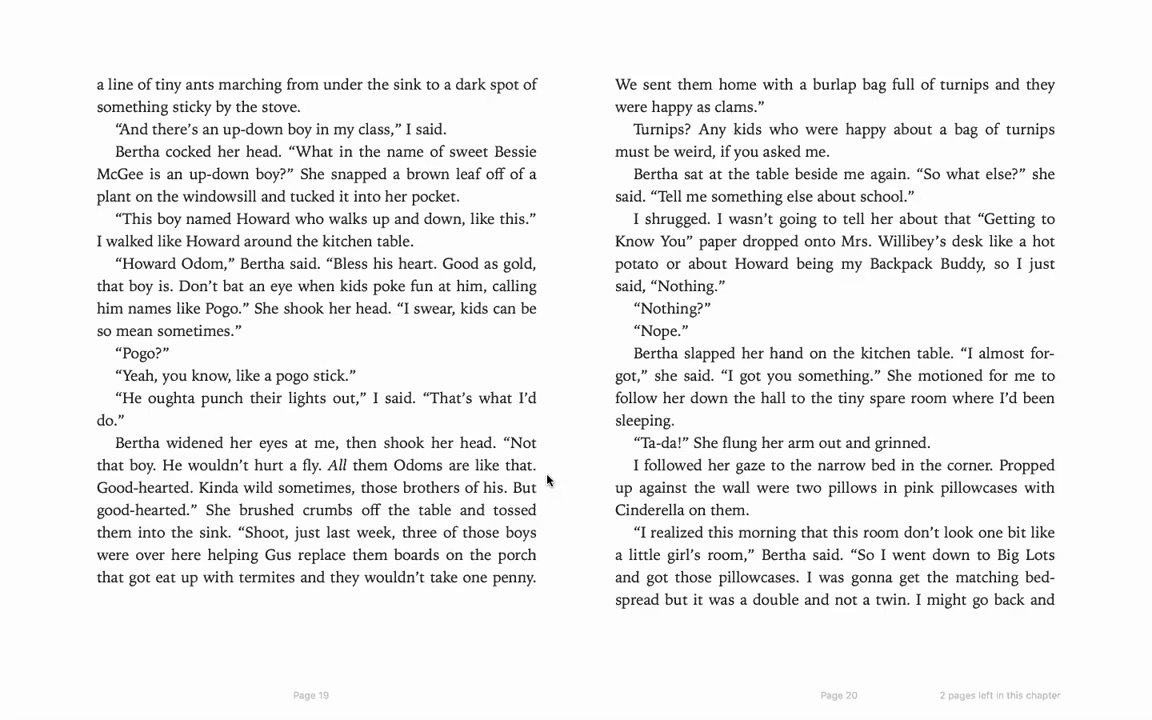 a line of tiny ants marching from under the sink to a dark spot of
something sticky by the stove.
“And there’s an up-down boy in my class,” I said.
Bertha cocked her head. “What in the name of sweet Bessie
McGee is an up-down boy?” She snapped a brown leaf off of a
plant on the windowsill and tucked it into her pocket.
“This boy named Howard who walks up and down, like this.”
I walked like Howard around the kitchen table.
“Howard Odom,” Bertha said. “Bless his heart. Good as gold,
that boy is. Don’t bat an eye when kids poke fun at him, calling
him names like Pogo.” She shook her head. “I swear, kids can be
so mean sometimes.”
“Pogo?”
“Yeah, you know, like a pogo stick.”
“He oughta punch their lights out,” I said. “That’s what I’d
do.”
Bertha widened her eyes at me, then shook her head. “Not
that boy. He wouldn’t hurt a fly. All them Odoms are like that.
Good-hearted. Kinda wild sometimes, those brothers of his. But
good-hearted.” She brushed crumbs off the table and tossed
them into the sink. “Shoot, just last week, three of those boys
were over here helping Gus replace them boards on the porch
that got eat up with termites and they wouldn’t take one penny.
Page 19
We sent them home with a burlap bag full of turnips and they
were happy as clams.”
Turnips? Any kids who were happy about a bag of turnips
must be weird, if you asked me.
Bertha sat at the table beside me again. “So what else?” she
said. “Tell me something else about school.”
I shrugged. I wasn’t going to tell her about that “Getting to
Know You” paper dropped onto Mrs. Willibey’s desk like a hot
potato or about Howard being my Backpack Buddy, so I just
said, “Nothing.”
“Nothing?”
“Nope.”
Bertha slapped her hand on the kitchen table. “I almost for-
got,” she said. “I got you something.” She motioned for me to
follow her down the hall to the tiny spare room where I’d been
sleeping.
“Ta-da!” She flung her arm out and grinned.
I followed her gaze to the narrow bed in the corner. Propped
up against the wall were two pillows in pink pillowcases with
Cinderella on them.
“I realized this morning that this room don’t look one bit like
a little girl’s room,” Bertha said. “So I went down to Big Lots
and got those pillowcases. I was gonna get the matching bed-
spread but it was a double and not a twin. I might go back and
Page 20
2 pages left in this chapter